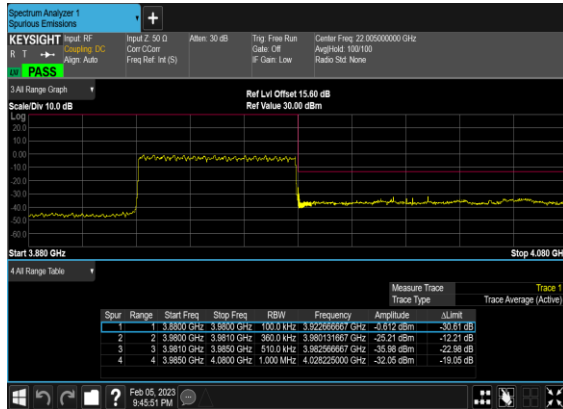 Spectrum Analyzer 1
Spurious Emissions
+
KEYSIGHT Input: RF Input Z: 50 Ω Atten: 30 dB Trig: Free Run Center Freq: 22.005000000 GHz
R T Coupling: DC Corr CCorr Gate: Off Avg|Hold: 100/100
Align: Auto Freq Ref: Int (S) IF Gain: Low Radio Std: None
PASS
3 All Range Graph
Ref Lvl Offset 15.60 dB
Scale/Div 10.0 dB Ref Value 30.00 dBm
Log
20.0
10.0
0.00
-10.0
-20.0
-30.0
-40.0
-50.0
-60.0
Start 3.880 GHz Stop 4.080 GH
4 All Range Table
Measure Trace Trace 1
Trace Type Trace Average (Active)
Spur Range Start Freq Stop Freq RBW Frequency Amplitude ΔLimit
1 1 3.8800 GHz 3.9800 GHz 100.0 kHz 3.922666667 GHz -0.612 dBm -30.61 dB
2 2 3.9800 GHz 3.9810 GHz 360.0 kHz 3.980131667 GHz -25.21 dBm -12.21 dB
3 3 3.9810 GHz 3.9850 GHz 510.0 kHz 3.982566667 GHz -35.98 dBm -22.98 dB
4 4 3.9850 GHz 4.0800 GHz 1.000 MHz 4.028225000 GHz -32.05 dBm -19.05 dB
? Feb 05, 2023
9:45:51 PM